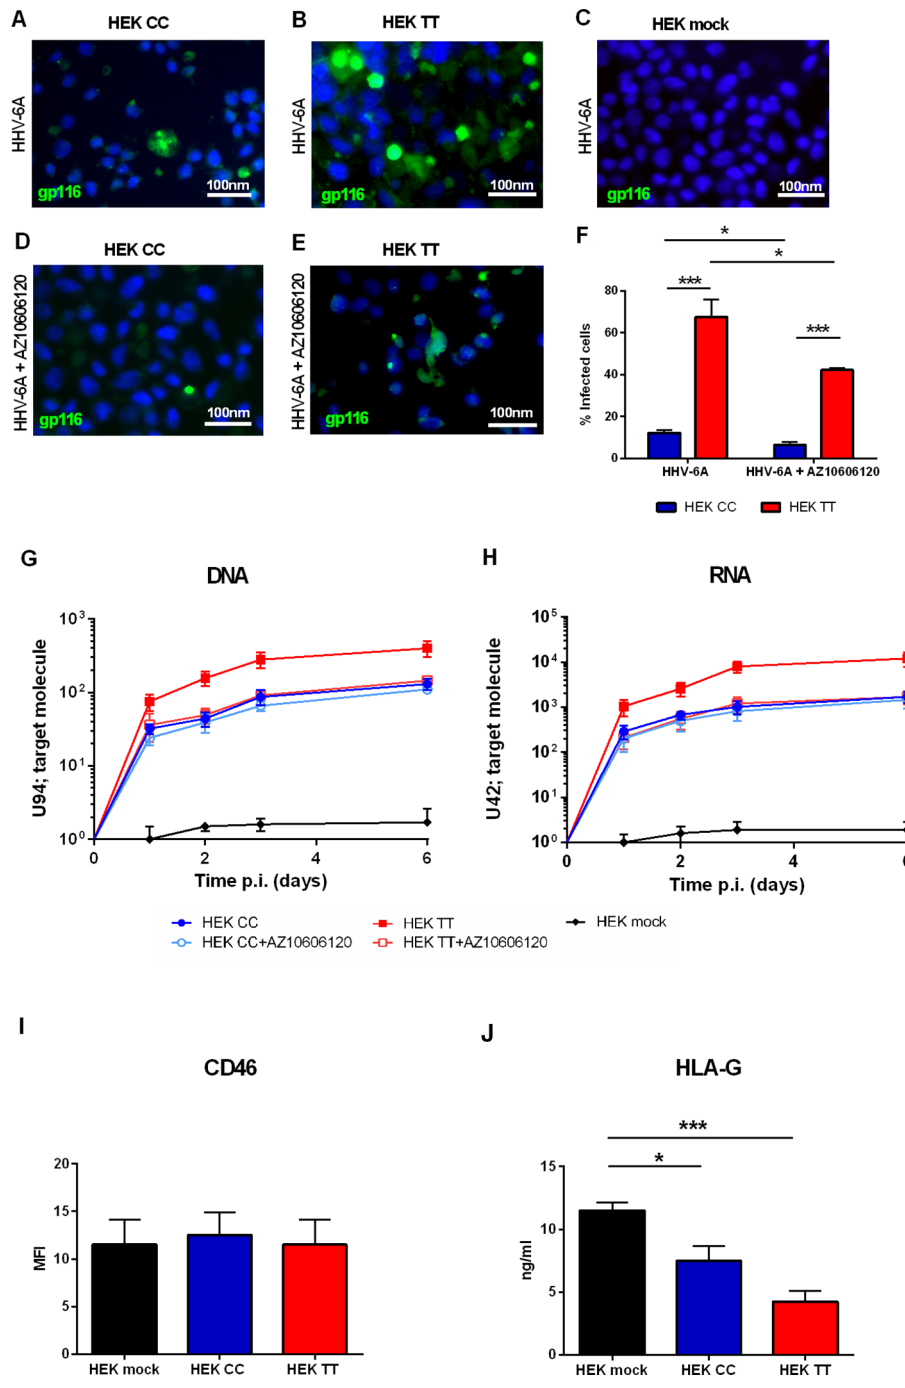 A HEK CC
B HEK TT
C HEK mock
HHV-6A
gp116
100nm
HHV-6A
gp116
100nm
HHV-6A
gp116
100nm
D HEK CC
E HEK TT
F
HHV-6A + AZ10606120
gp116
100nm
HHV-6A + AZ10606120
gp116
100nm
*
*
***
***
% Infected cells
80
60
40
20
0
HHV-6A
HHV-6A + AZ10606120
HEK CC
HEK TT
G
DNA
U94; target molecule
10³
10²
10¹
10⁰
0 2 4 6
Time p.i. (days)
H
RNA
U42; target molecule
10⁵
10⁴
10³
10²
10¹
10⁰
0 2 4 6
Time p.i. (days)
HEK CC
HEK TT
HEK mock
HEK CC+AZ10606120
HEK TT+AZ10606120
I
CD46
MFI
20
15
10
5
0
HEK mock
HEK CC
HEK TT
J
HLA-G
***
*
ng/ml
15
10
5
0
HEK mock
HEK CC
HEK TT